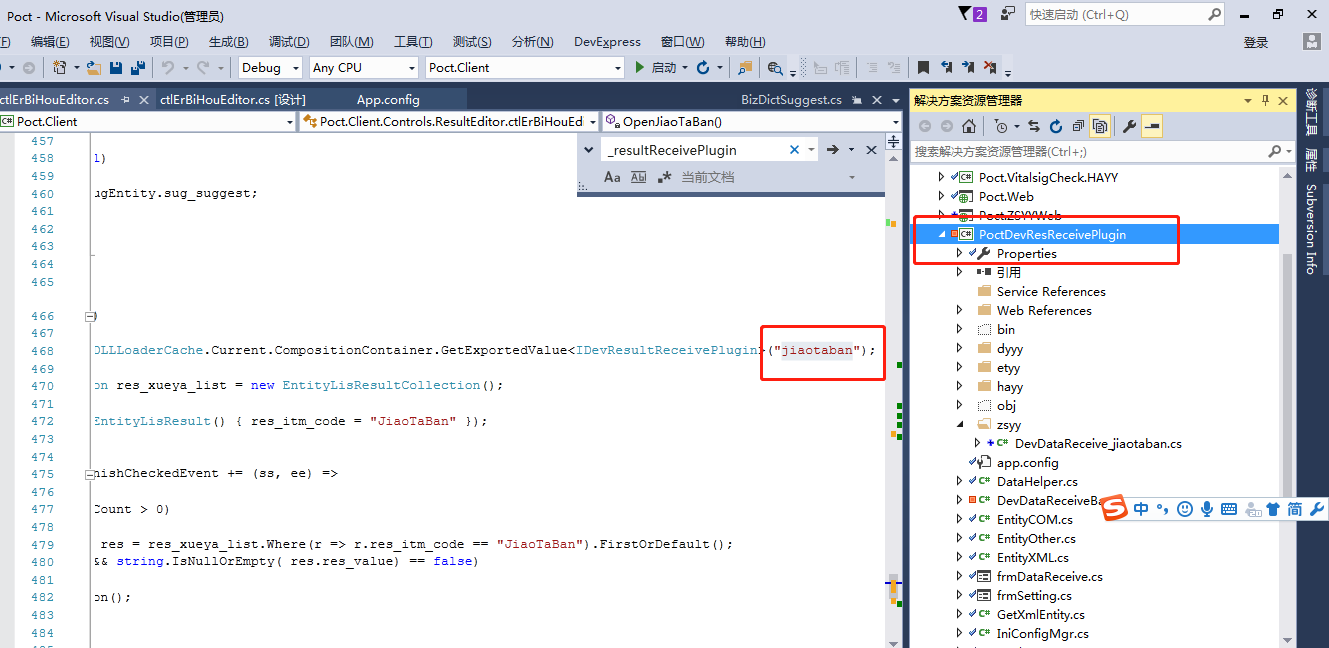 Poct - Microsoft Visual Studio(管理员)
2
快速启动 (Ctrl+Q)
编辑(E) 视图(V) 项目(P) 生成(B) 调试(D) 团队(M) 工具(T) 测试(S) 分析(N) DevExpress 窗口(W) 帮助(H)
登录
Debug Any CPU Poct.Client 启动
ctlErBiHouEditor.cs ctlErBiHouEditor.cs [设计] App.config BizDictSuggest.cs
Poct.Client Poct.Client.Controls.ResultEditor.ctlErBiHouEdi OpenJiaoTaBan()
_resultReceivePlugin
Aa Ab .* 当前文档
457
458 l)
459
460 ugEntity.sug_suggest;
461
462
463
464
465
466 )
467
468 DLLLoaderCache.Current.CompositionContainer.GetExportedValue<IDevResultReceivePlugin>("jiaotaban");
469
470 on res_xueya_list = new EntityLisResultCollection();
471
472 EntityLisResult() { res_itm_code = "JiaoTaBan" });
473
474
475 nishCheckedEvent += (ss, ee) =>
476
477 Count > 0)
478
479 res = res_xueya_list.Where(r => r.res_itm_code == "JiaoTaBan").FirstOrDefault();
480 && string.IsNullOrEmpty( res.res_value) == false)
481
482 on();
483
484
解决方案资源管理器
搜索解决方案资源管理器(Ctrl+;)
Poct.VitalsigCheck.HAYY
Poct.Web
Poct.ZSYYWeb
PoctDevResReceivePlugin
Properties
引用
Service References
Web References
bin
dyyy
etyy
hayy
obj
zsyy
DevDataReceive_jiaotaban.cs
app.config
DataHelper.cs
DevDataReceiveBa
EntityCOM.cs
EntityOther.cs
EntityXML.cs
frmDataReceive.cs
frmSetting.cs
GetXmlEntity.cs
IniConfigMgr.cs
中 简
诊断工具
属性
Subversion Info